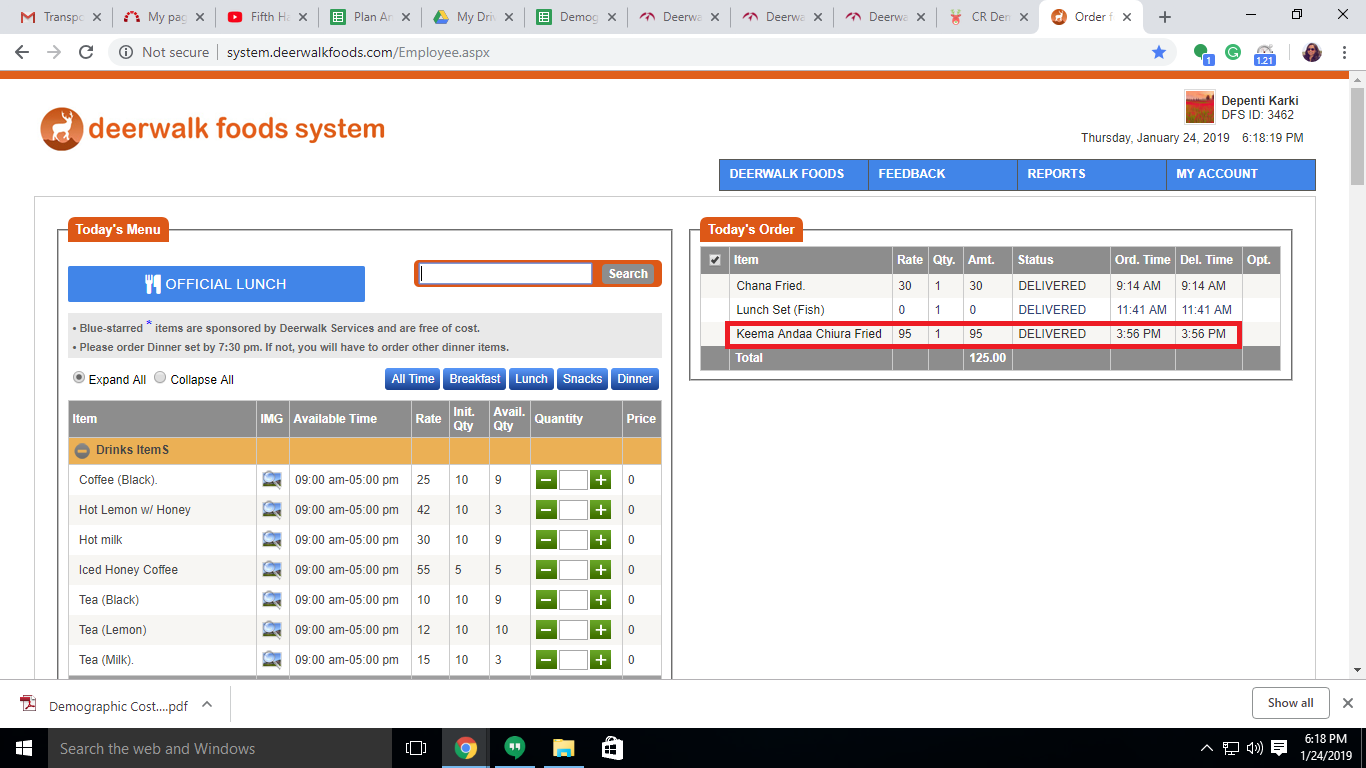 Transpo
My pag
Fifth Ha
Plan An
My Driv
Demog
Deerwa
Deerwa
Deerwa
CR Den
Order f
Not secure
system.deerwalkfoods.com/Employee.aspx
1
1.21
deerwalk foods system
Depenti Karki
DFS ID: 3462
Thursday, January 24, 2019 6:18:19 PM
DEERWALK FOODS FEEDBACK REPORTS MY ACCOUNT
Today's Menu
OFFICIAL LUNCH
Search
• Blue-starred * items are sponsored by Deerwalk Services and are free of cost.
• Please order Dinner set by 7:30 pm. If not, you will have to order other dinner items.
Expand All Collapse All
All Time Breakfast Lunch Snacks Dinner
Item IMG Available Time Rate Init. Qty Avail. Qty Quantity Price
Drinks ItemS
Coffee (Black). 09:00 am-05:00 pm 25 10 9 0
Hot Lemon w/ Honey 09:00 am-05:00 pm 42 10 3 0
Hot milk 09:00 am-05:00 pm 30 10 9 0
Iced Honey Coffee 09:00 am-05:00 pm 55 5 5 0
Tea (Black) 09:00 am-05:00 pm 10 10 9 0
Tea (Lemon) 09:00 am-05:00 pm 12 10 10 0
Tea (Milk). 09:00 am-05:00 pm 15 10 3 0
Today's Order
Item Rate Qty. Amt. Status Ord. Time Del. Time Opt.
Chana Fried. 30 1 30 DELIVERED 9:14 AM 9:14 AM
Lunch Set (Fish) 0 1 0 DELIVERED 11:41 AM 11:41 AM
Keema Andaa Chiura Fried 95 1 95 DELIVERED 3:56 PM 3:56 PM
Total 125.00
Demographic Cost....pdf
Show all
Search the web and Windows
6:18 PM
1/24/2019